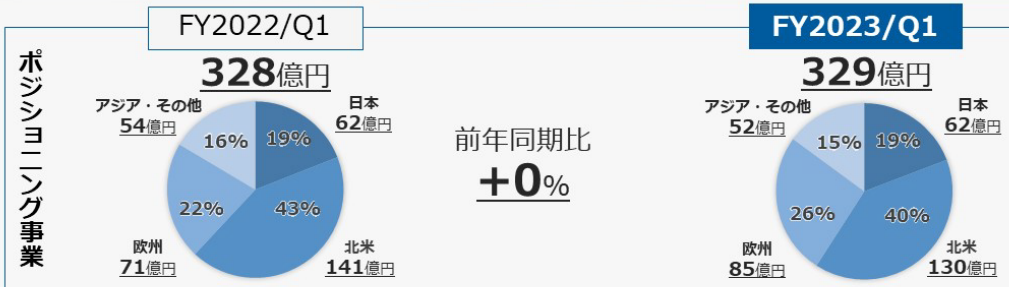 ポジショニング事業
FY2022/Q1
328億円
アジア・その他
54億円
日本
62億円
16%
19%
22%
43%
欧州
71億円
北米
141億円
前年同期比
+0%
FY2023/Q1
329億円
アジア・その他
52億円
日本
62億円
15%
19%
26%
40%
欧州
85億円
北米
130億円